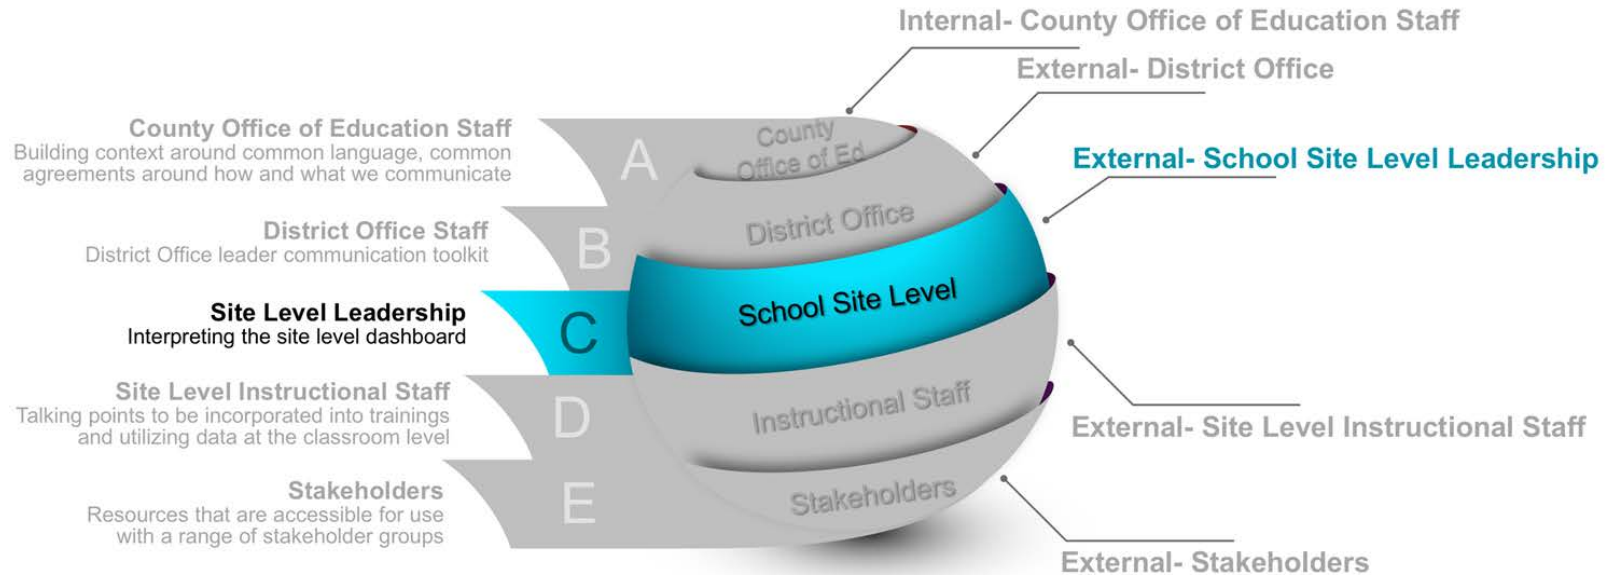 Internal- County Office of Education Staff
External- District Office
External- School Site Level Leadership
County Office of Education Staff
Building context around common language, common
agreements around how and what we communicate
A
County
Office of Ed
District Office Staff
District Office leader communication toolkit
B
District Office
Site Level Leadership
Interpreting the site level dashboard
C
School Site Level
Site Level Instructional Staff
Talking points to be incorporated into trainings
and utilizing data at the classroom level
D
Instructional Staff
External- Site Level Instructional Staff
Stakeholders
Resources that are accessible for use
with a range of stakeholder groups
E
Stakeholders
External- Stakeholders